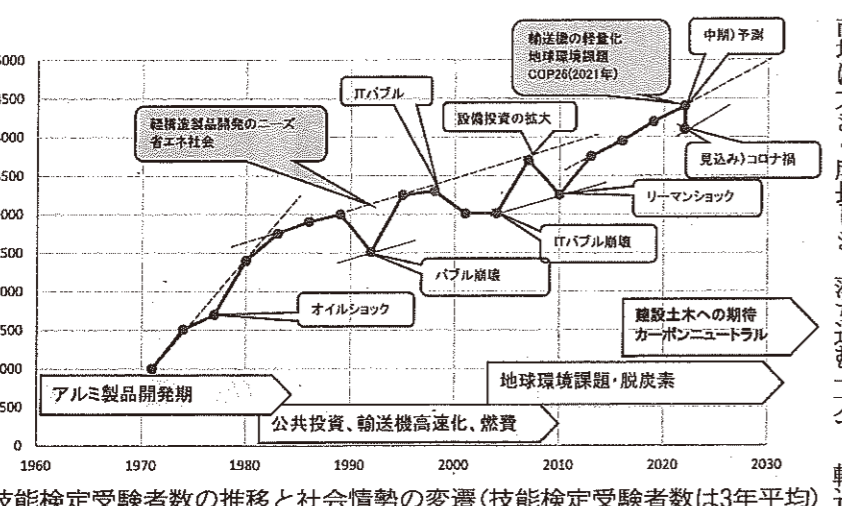 輸送機の軽量化
地球環境課題
COP26(2021年)
中期)予測
ITバブル
設備投資の拡大
軽構造製品開発のニーズ
省エネ社会
見込み)コロナ禍
リーマンショック
ITバブル崩壊
バブル崩壊
オイルショック
建設土木への期待
カーボンニュートラル
地球環境課題・脱炭素
アルミ製品開発期
公共投資、輸送機高速化、燃費
5000
4500
4000
3500
3000
2500
2000
1500
1000
500
0
1960 1970 1980 1990 2000 2010 2020 2030
技能検定受験者数の推移と社会情勢の変遷(技能検定受験者数は3年平均)